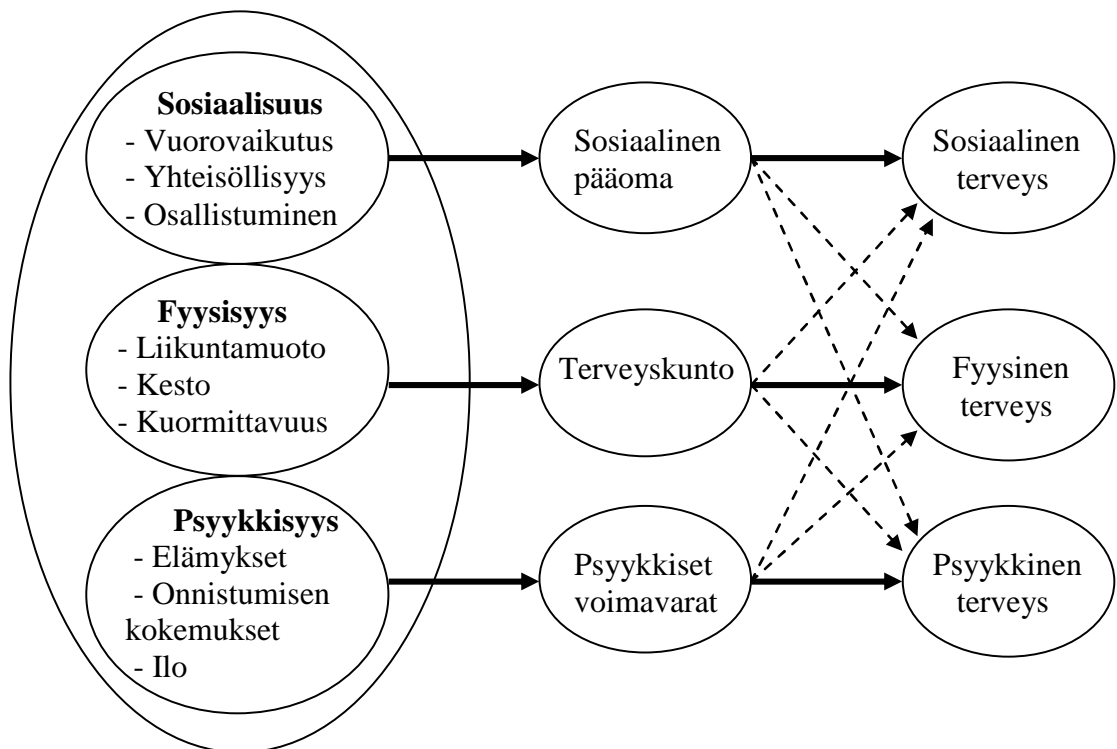 Sosiaalisuus
- Vuorovaikutus
- Yhteisöllisyys
- Osallistuminen
Fyysisyys
- Liikuntamuoto
- Kesto
- Kuormittavuus
Psyykkisyys
- Elämykset
- Onnistumisen
kokemukset
- Ilo
Sosiaalinen
pääoma
Terveyskunto
Psyykkiset
voimavarat
Sosiaalinen
terveys
Fyysinen
terveys
Psyykkinen
terveys